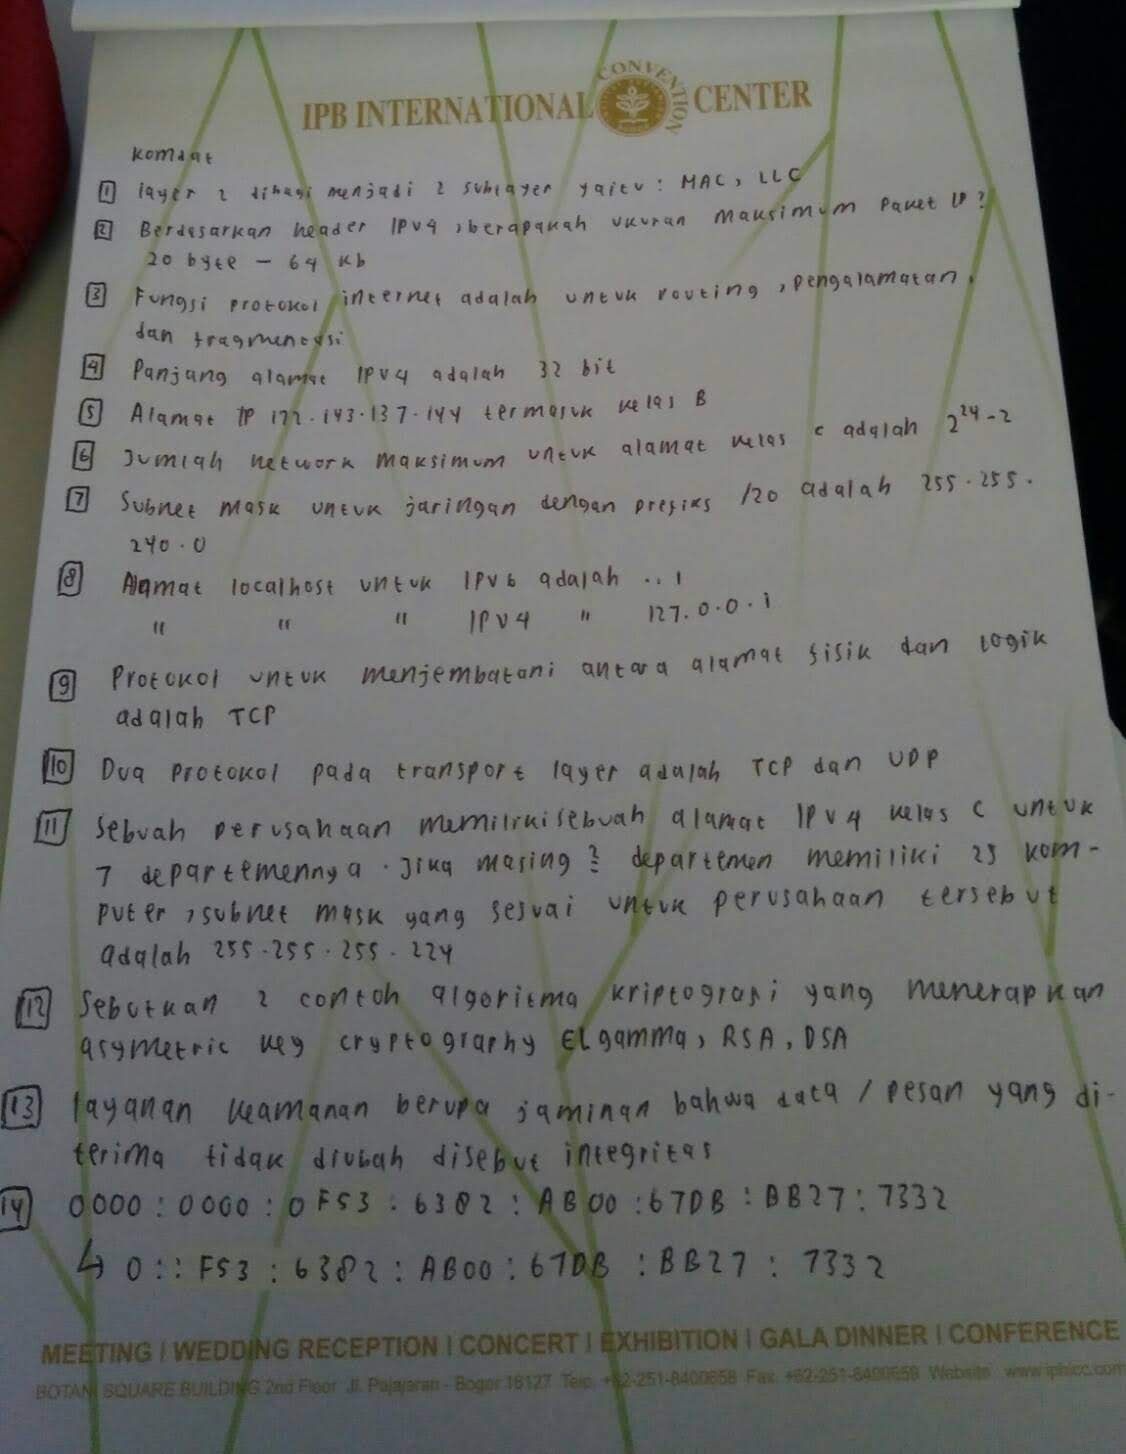 IPB INTERNATIONAL CONVENTION CENTER
Komdat
1 layer 2 dibagi menjadi 2 sublayer yaitu : MAC, LLC
2 Berdasarkan header IPv4 , berapakah ukuran maksimum paket IP ?
20 byte - 64 Kb
3 Fungsi protokol internet adalah untuk routing , pengalamatan ,
dan fragmentasi
4 Panjang alamat IPv4 adalah 32 bit
5 Alamat IP 172.143.137.144 termasuk kelas B
6 Jumlah network maksimum untuk alamat kelas C adalah 2^24-2
7 Subnet mask untuk jaringan dengan prefiks /20 adalah 255.255.
240.0
8 Alamat localhost untuk IPv6 adalah ..1
" " " IPv4 " 127.0.0.1
9 Protokol untuk menjembatani antara alamat fisik dan logik
adalah TCP
10 Dua protokol pada transport layer adalah TCP dan UDP
11 Sebuah perusahaan memiliki sebuah alamat IPv4 kelas C untuk
7 departemennya . Jika masing2 departemen memiliki 25 kom-
puter , subnet mask yang sesuai untuk perusahaan tersebut
adalah 255.255.255.224
12 Sebutkan 2 contoh algoritma kriptografi yang menerapkan
asymetric key cryptography ELgamma, RSA, DSA
13 layanan keamanan berupa jaminan bahwa data / pesan yang di-
terima tidak diubah disebut integritas
14 0000 : 0000 : 0F53 : 6382 : AB00 : 67DB : BB27 : 7332
↳ 0 :: F53 : 6382 : AB00 : 67DB : BB27 : 7332
MEETING | WEDDING RECEPTION | CONCERT | EXHIBITION | GALA DINNER | CONFERENCE
BOTANI SQUARE BUILDING 2nd Floor Jl. Pajajaran - Bogor 16127 Telp. +62-251-8400658 Fax. +62-251-8400659 Website : www.ipbicc.com